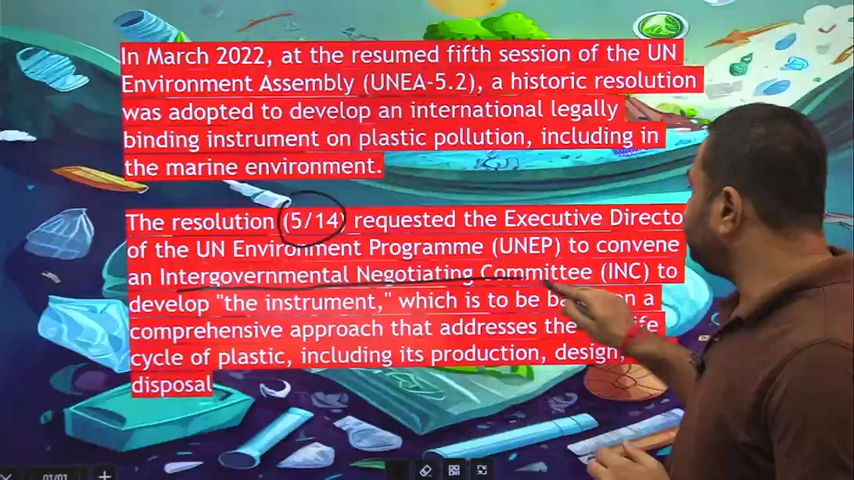 In March 2022, at the resumed fifth session of the UN
Environment Assembly (UNEA-5.2), a historic resolution
was adopted to develop an international legally
binding instrument on plastic pollution, including in
the marine environment.
The resolution (5/14) requested the Executive Directo
of the UN Environment Programme (UNEP) to convene
an Intergovernmental Negotiating Committee (INC) to
develop "the instrument," which is to be on a
comprehensive approach that addresses the
cycle of plastic, including its production, design,
disposal
01/01